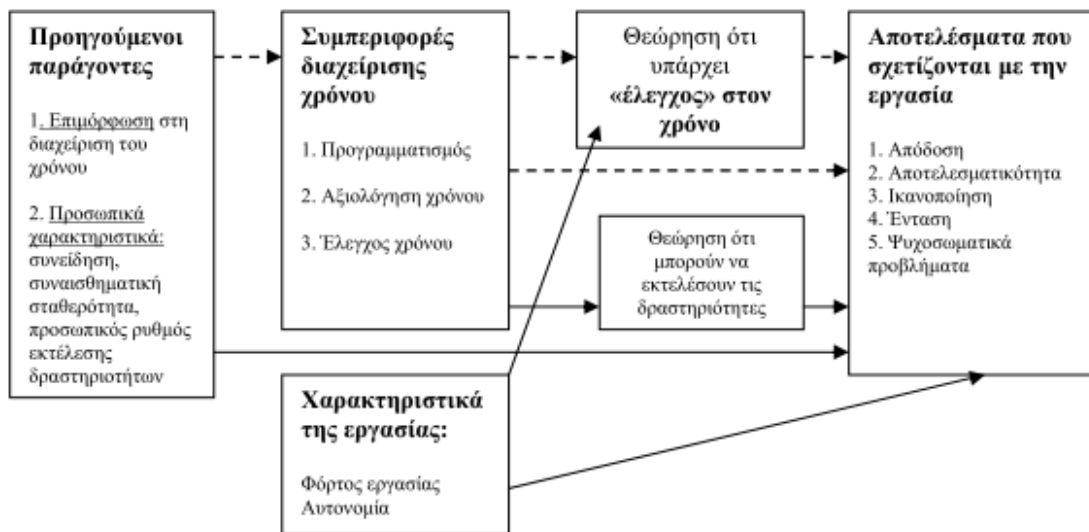 Προηγούμενοι
παράγοντες
1. Επιμόρφωση στη
διαχείριση του
χρόνου
2. Προσωπικά
χαρακτηριστικά:
συνείδηση,
συναισθηματική
σταθερότητα,
προσωπικός ρυθμός
εκτέλεσης
δραστηριοτήτων
Συμπεριφορές
διαχείρισης
χρόνου
1. Προγραμματισμός
2. Αξιολόγηση χρόνου
3. Έλεγχος χρόνου
Θεώρηση ότι
υπάρχει
«έλεγχος» στον
χρόνο
Θεώρηση ότι
μπορούν να
εκτελέσουν τις
δραστηριότητες
Αποτελέσματα που
σχετίζονται με την
εργασία
1. Απόδοση
2. Αποτελεσματικότητα
3. Ικανοποίηση
4. Ένταση
5. Ψυχοσωματικά
προβλήματα
Χαρακτηριστικά
της εργασίας:
Φόρτος εργασίας
Αυτονομία